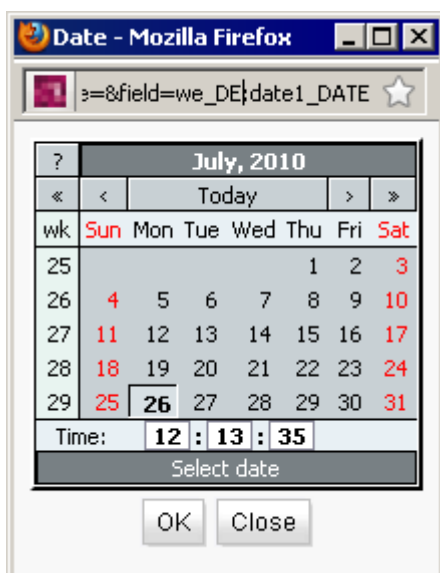 Date - Mozilla Firefox
e=&field=we_DE:date1_DATE
? July, 2010
« < Today > »
wk Sun Mon Tue Wed Thu Fri Sat
25 1 2 3
26 4 5 6 7 8 9 10
27 11 12 13 14 15 16 17
28 18 19 20 21 22 23 24
29 25 26 27 28 29 30 31
Time: 12 : 13 : 35
Select date
OK Close